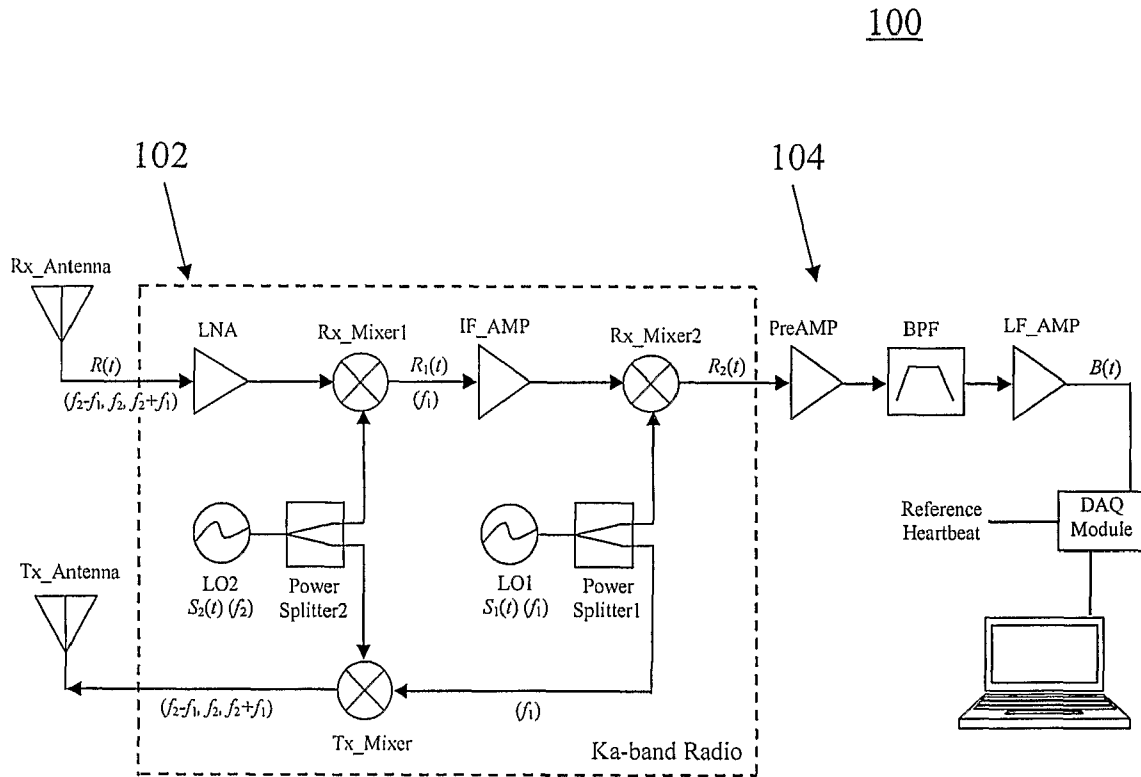 100
102
104
Rx_Antenna
LNA
Rx_Mixer1
IF_AMP
Rx_Mixer2
PreAMP
BPF
LF_AMP
R(t)
(f₂-f₁, f₂, f₂+f₁)
R₁(t)
(f₁)
R₂(t)
B(t)
Reference
Heartbeat
DAQ
Module
Tx_Antenna
LO2
S₂(t) (f₂)
Power
Splitter2
LO1
S₁(t) (f₁)
Power
Splitter1
(f₂-f₁, f₂, f₂+f₁)
Tx_Mixer
(f₁)
Ka-band Radio